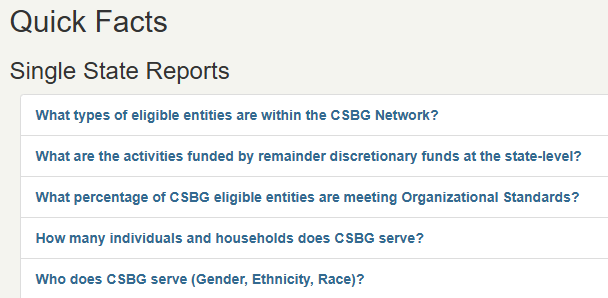 Quick Facts
Single State Reports
What types of eligible entities are within the CSBG Network?
What are the activities funded by remainder discretionary funds at the state-level?
What percentage of CSBG eligible entities are meeting Organizational Standards?
How many individuals and households does CSBG serve?
Who does CSBG serve (Gender, Ethnicity, Race)?